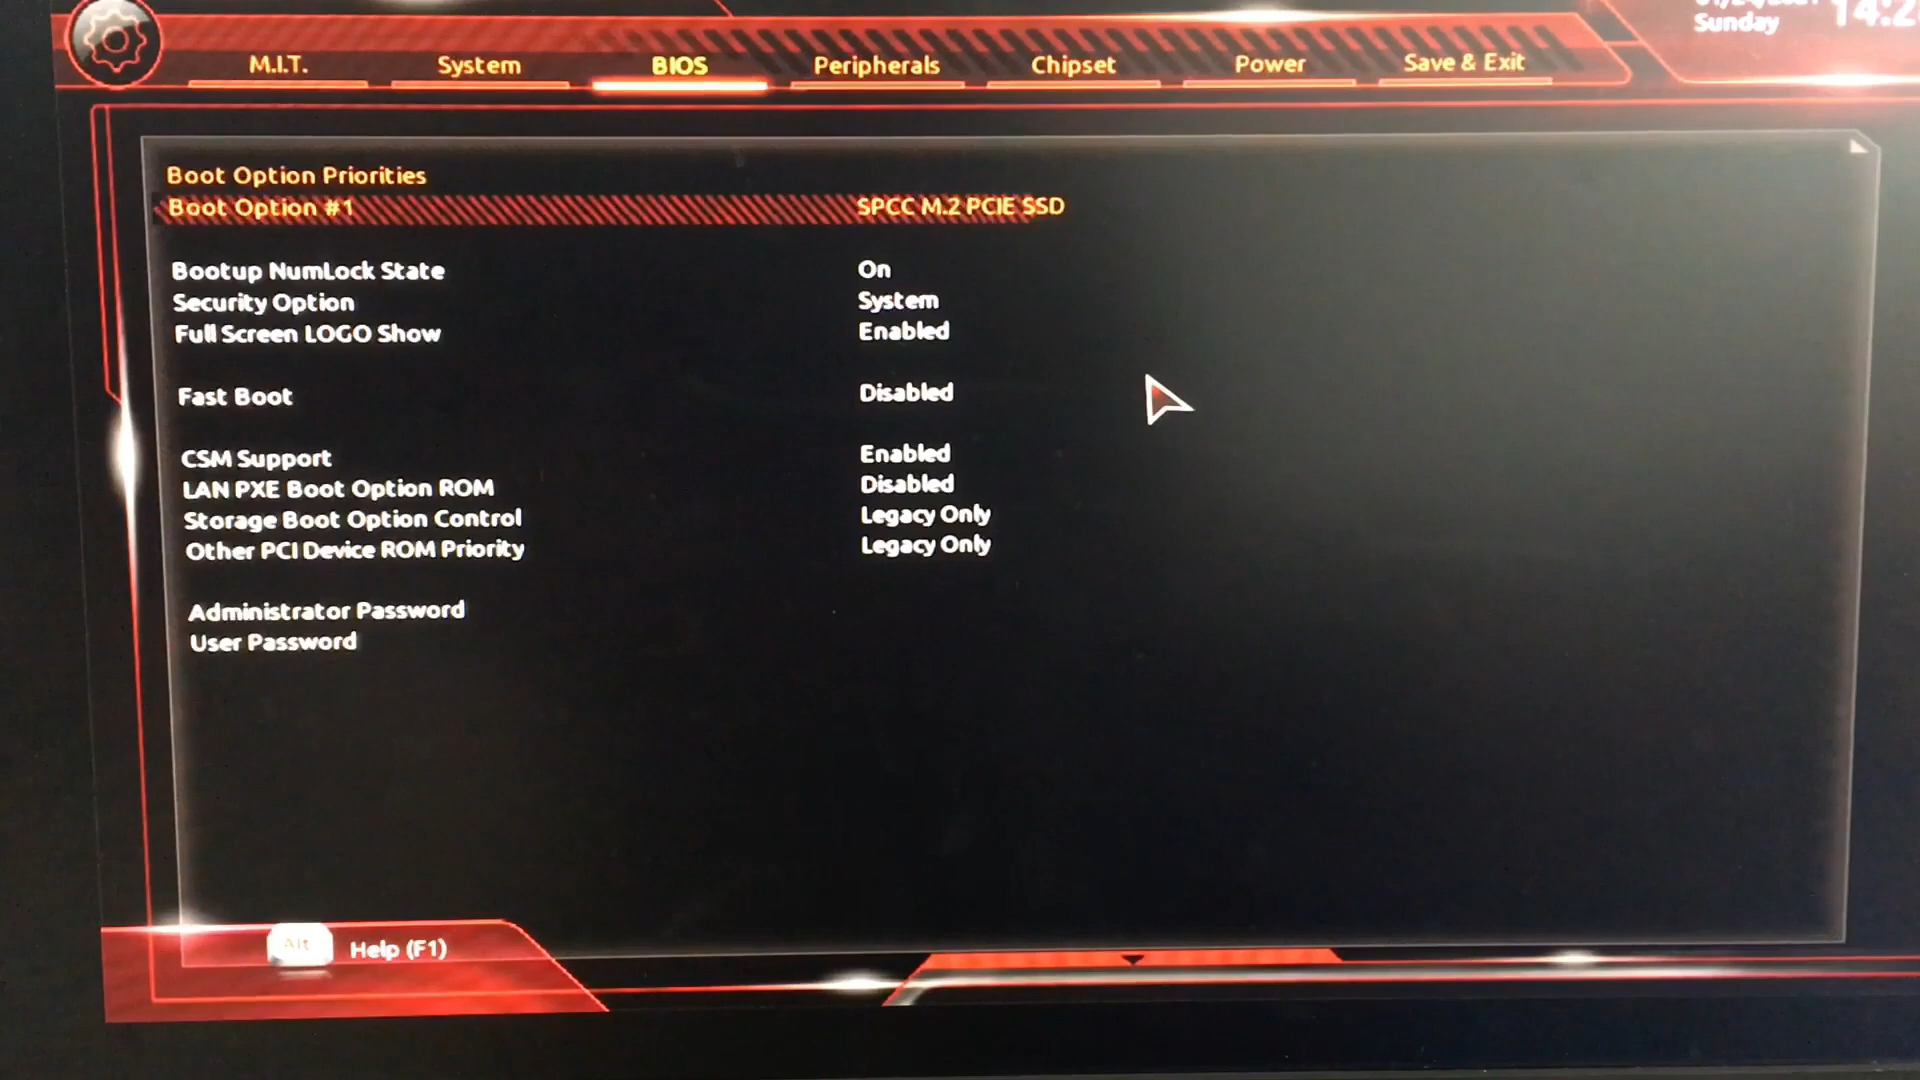 Sunday
M.I.T. System BIOS Peripherals Chipset Power Save & Exit
Boot Option Priorities
Boot Option #1 SPCC M.2 PCIE SSD
Bootup NumLock State On
Security Option System
Full Screen LOGO Show Enabled
Fast Boot Disabled
CSM Support Enabled
LAN PXE Boot Option ROM Disabled
Storage Boot Option Control Legacy Only
Other PCI Device ROM Priority Legacy Only
Administrator Password
User Password
Alt Help (F1)